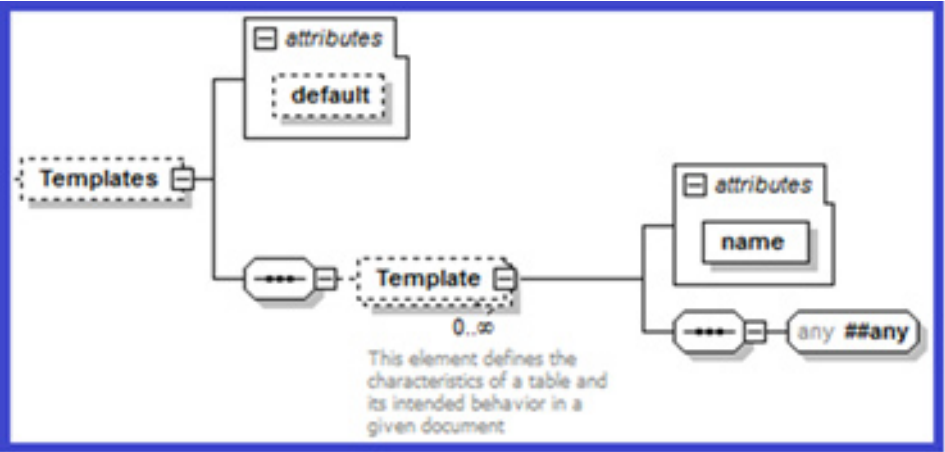 attributes
default
Templates
attributes
name
Template
0..∞
any ##any
This element defines the
characteristics of a table and
its intended behavior in a
given document